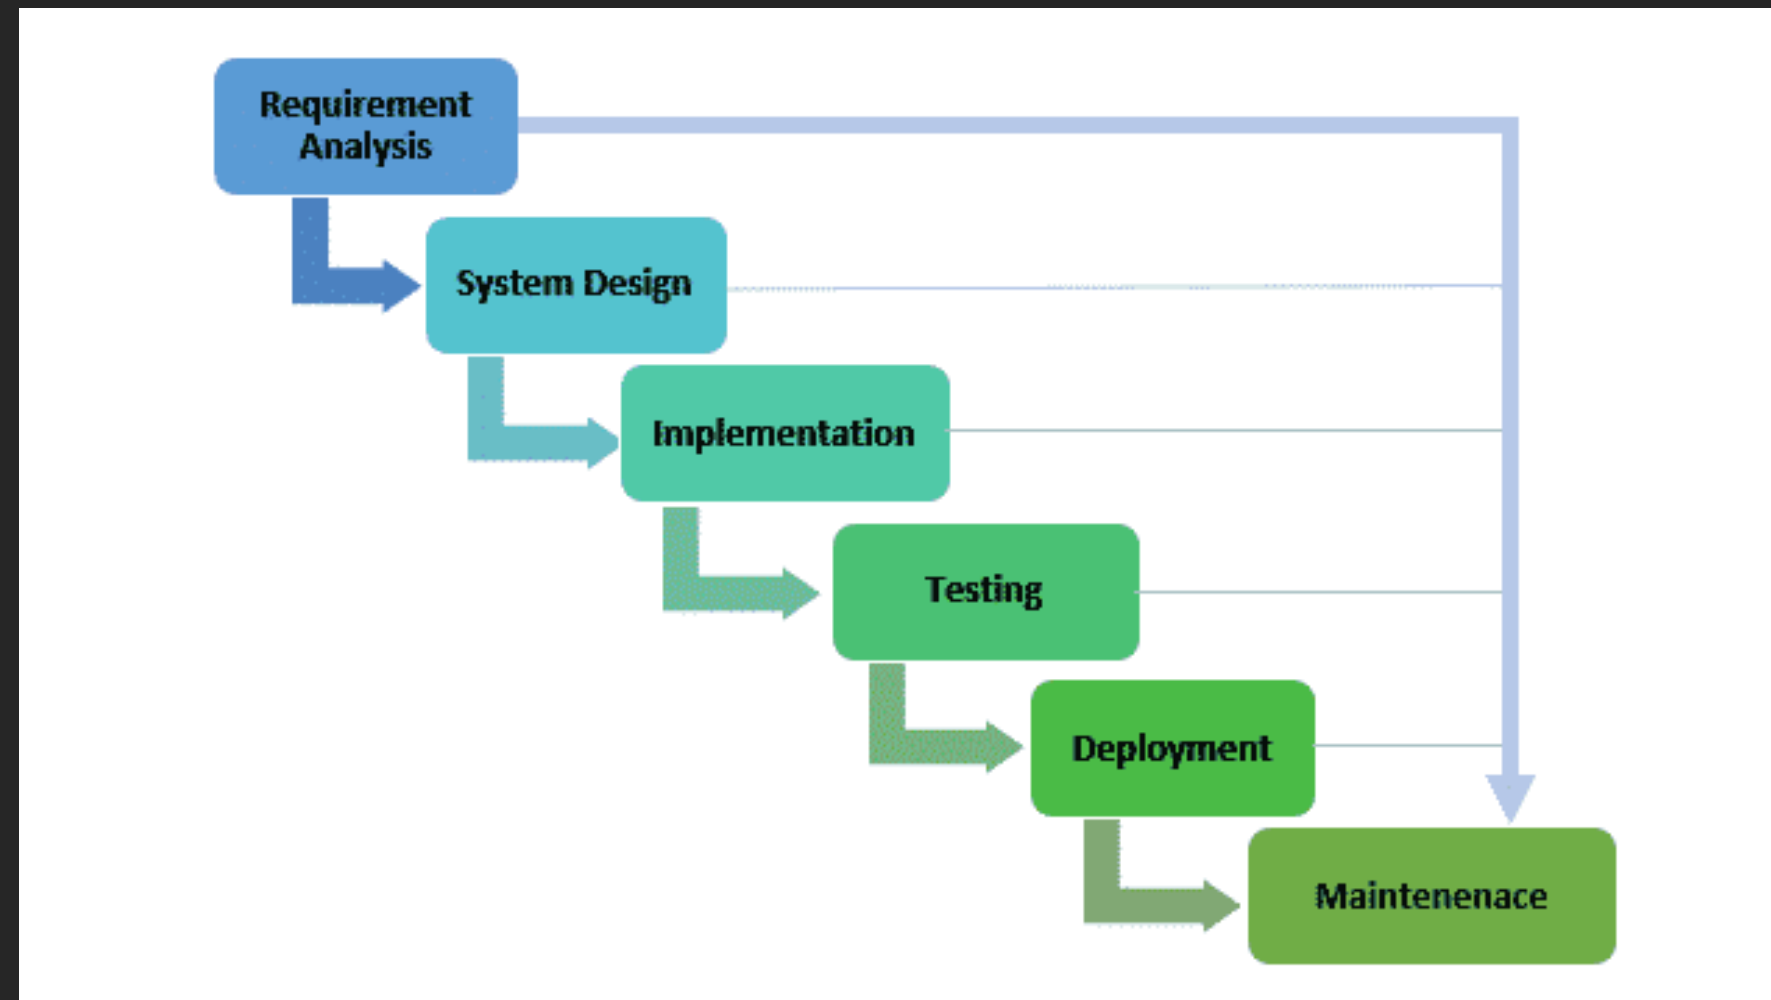 Requirement
Analysis
System Design
Implementation
Testing
Deployment
Maintenenace